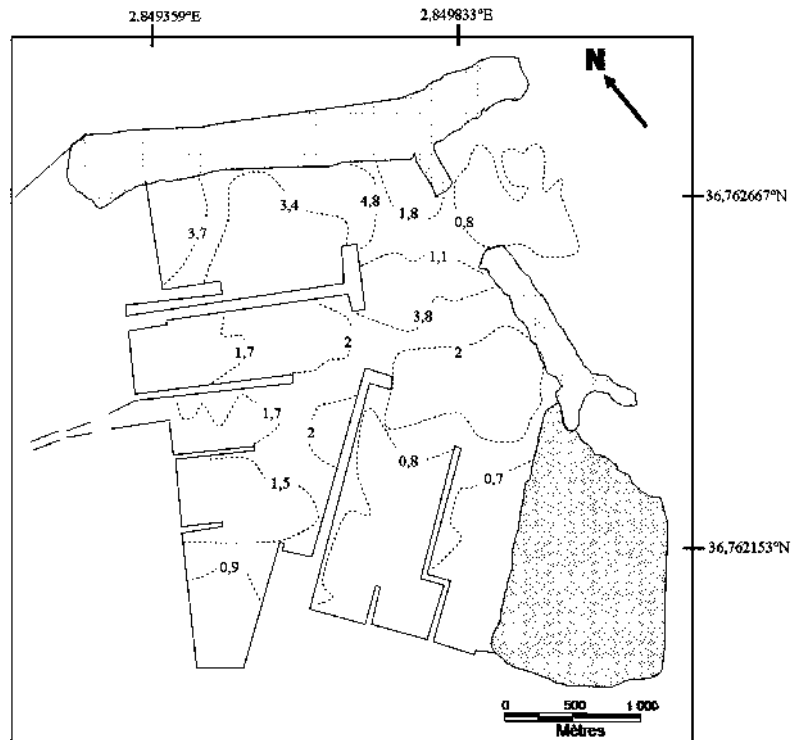 2,849359°E 2,849833°E
N
36,762667°N
3,7 3,4 4,8 1,8 0,8
1,1
3,8
1,7 2 2
1,7 2
0,8
1,5 0,7
36,762153°N
0,9
0 500 1 000
Mètres